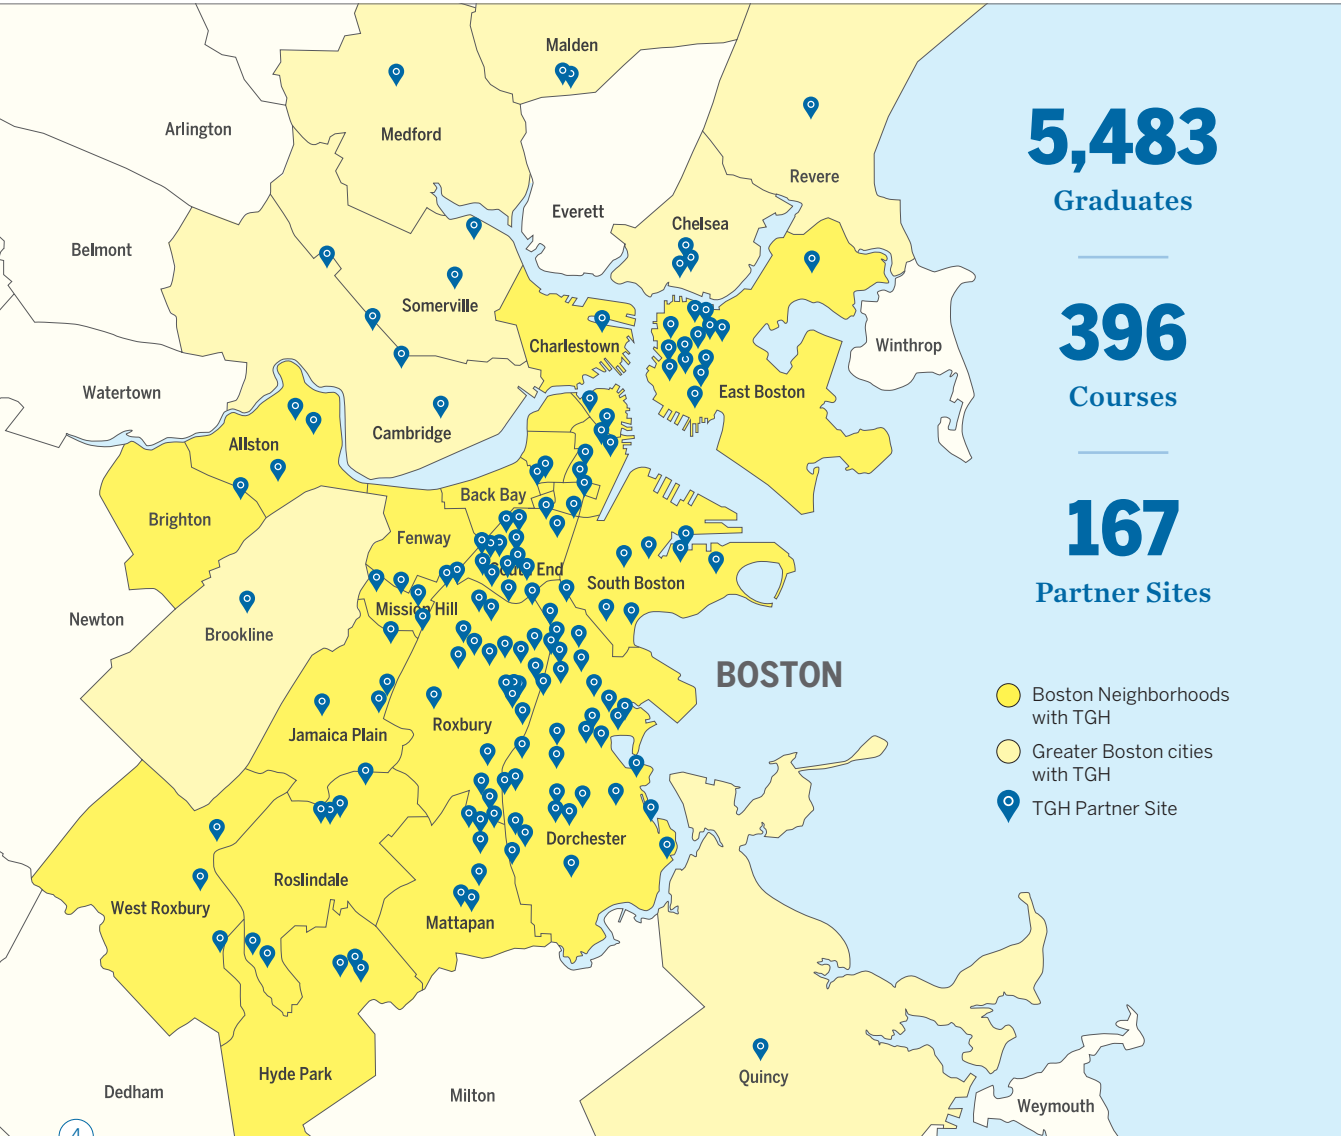 Malden
Arlington
Medford
Revere
Everett
Chelsea
Belmont
Somerville
Charlestown
Winthrop
Watertown
East Boston
Cambridge
Allston
Back Bay
Brighton
Fenway
South End
South Boston
Mission Hill
Newton
Brookline
BOSTON
Roxbury
Jamaica Plain
Dorchester
Roslindale
West Roxbury
Mattapan
Hyde Park
Quincy
Dedham
Milton
Weymouth
4
5,483
Graduates
396
Courses
167
Partner Sites
Boston Neighborhoods
with TGH
Greater Boston cities
with TGH
TGH Partner Site